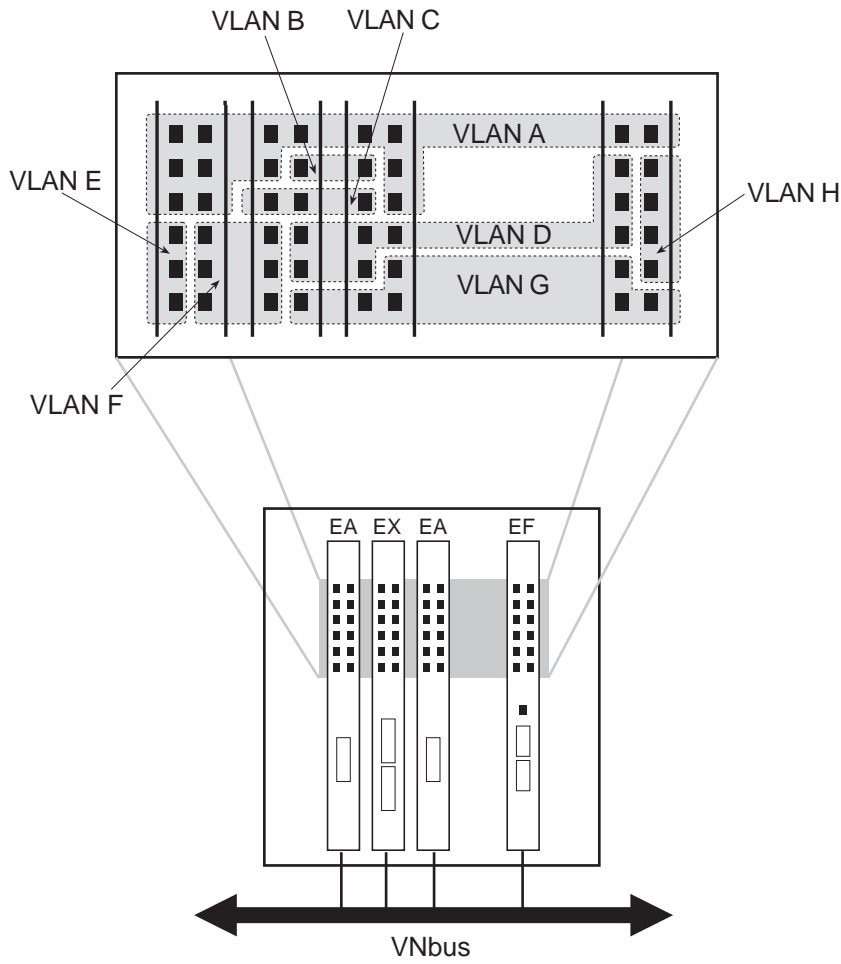 VLAN B
VLAN C
VLAN A
VLAN E
VLAN H
VLAN D
VLAN G
VLAN F
EA EX EA EF
VNbus